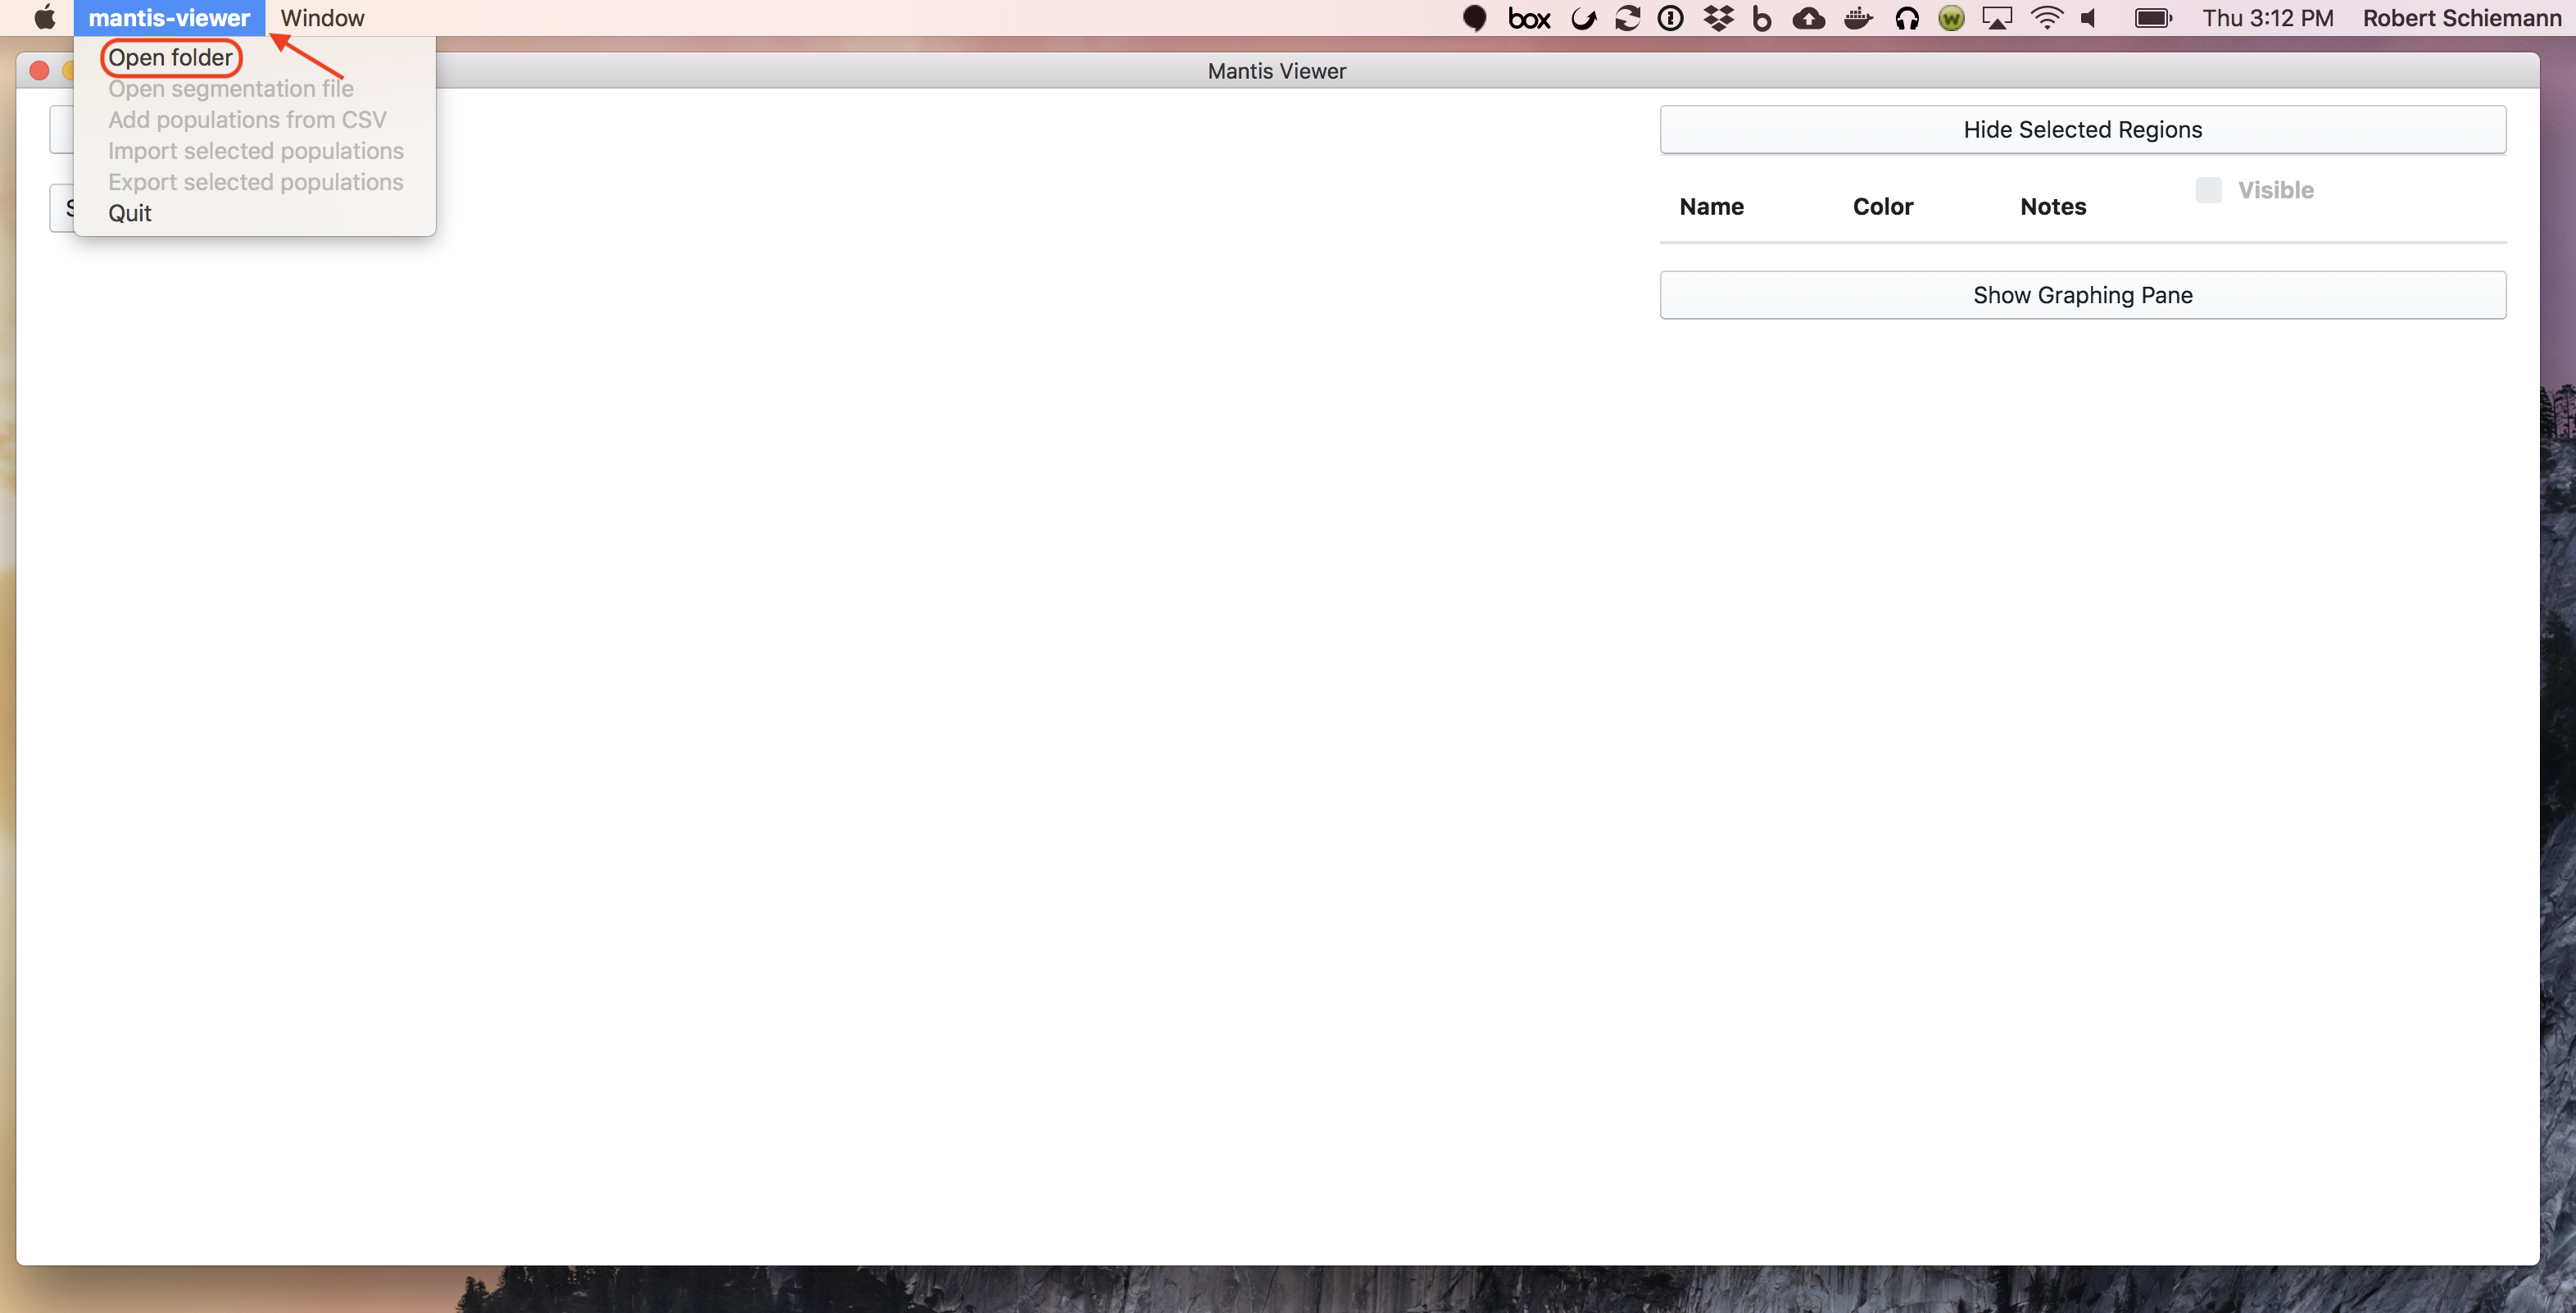 mantis-viewer Window box b W Thu 3:12 PM Robert Schiemann
Mantis Viewer
Open folder
Open segmentation file
Add populations from CSV
Import selected populations
Export selected populations
Quit
S
Hide Selected Regions
Name Color Notes Visible
Show Graphing Pane